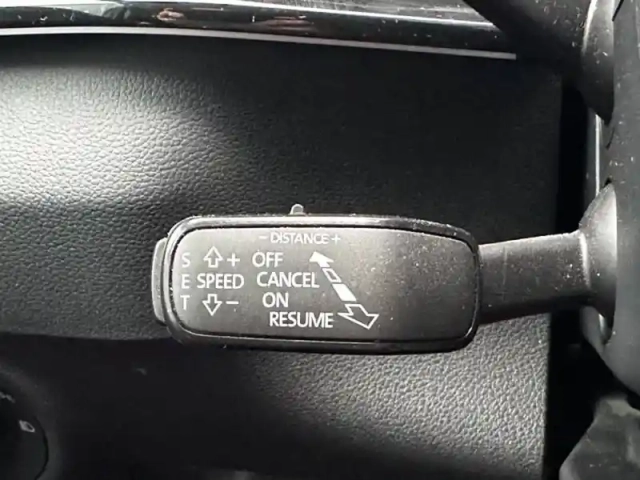 - DISTANCE +
S + OFF
E SPEED CANCEL
T - ON
RESUME